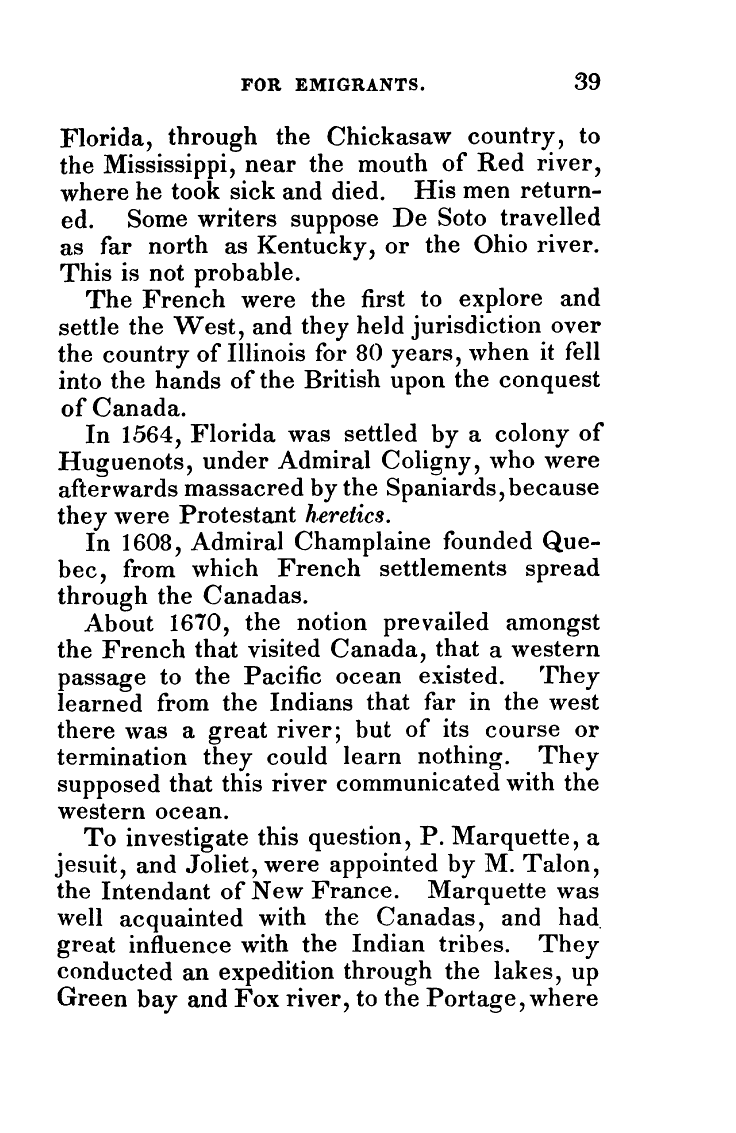 FOR EMIGRANTS. 39
Florida, through the Chickasaw country, to
the Mississippi, near the mouth of Red river,
where he took sick and died. His men return-
ed. Some writers suppose De Soto travelled
as far north as Kentucky, or the Ohio river.
This is not probable.
The French were the first to explore and
settle the West, and they held jurisdiction over
the country of Illinois for 80 years, when it fell
into the hands of the British upon the conquest
of Canada.
In 1564, Florida was settled by a colony of
Huguenots, under Admiral Coligny, who were
afterwards massacred by the Spaniards, because
they were Protestant heretics.
In 1608, Admiral Champlaine founded Que-
bec, from which French settlements spread
through the Canadas.
About 1670, the notion prevailed amongst
the French that visited Canada, that a western
passage to the Pacific ocean existed. They
learned from the Indians that far in the west
there was a great river; but of its course or
termination they could learn nothing. They
supposed that this river communicated with the
western ocean.
To investigate this question, P. Marquette, a
jesuit, and Joliet, were appointed by M. Talon,
the Intendant of New France. Marquette was
well acquainted with the Canadas, and had
great influence with the Indian tribes. They
conducted an expedition through the lakes, up
Green bay and Fox river, to the Portage, where